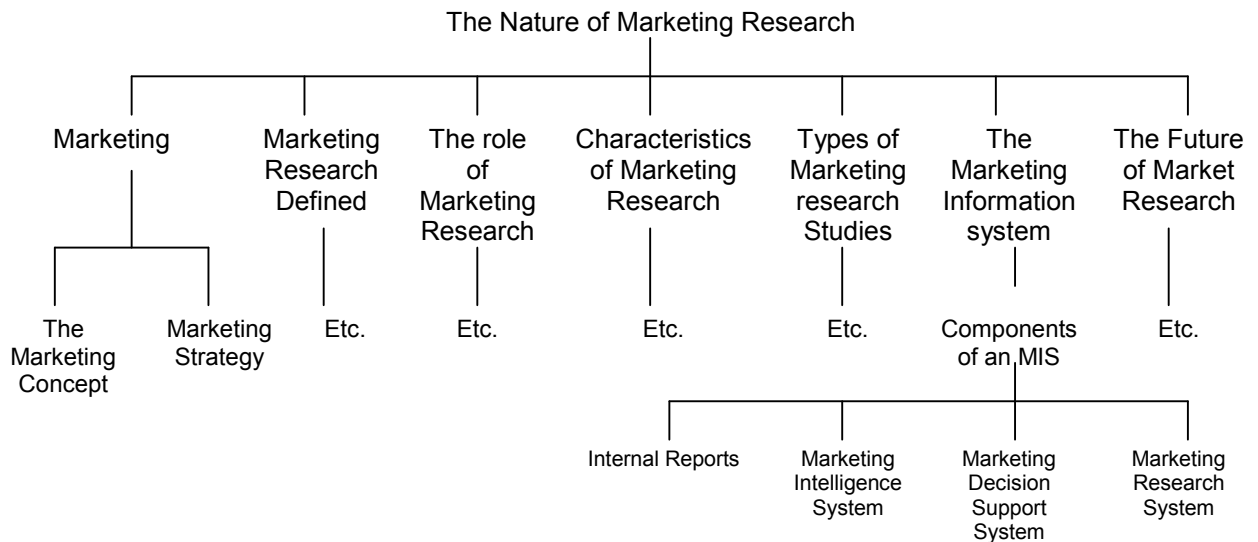 The Nature of Marketing Research
Marketing
Marketing
Research
Defined
The role
of
Marketing
Research
Characteristics
of Marketing
Research
Types of
Marketing
research
Studies
The
Marketing
Information
system
The Future
of Market
Research
The
Marketing
Concept
Marketing
Strategy
Etc.
Etc.
Etc.
Etc.
Components
of an MIS
Etc.
Internal Reports
Marketing
Intelligence
System
Marketing
Decision
Support
System
Marketing
Research
System